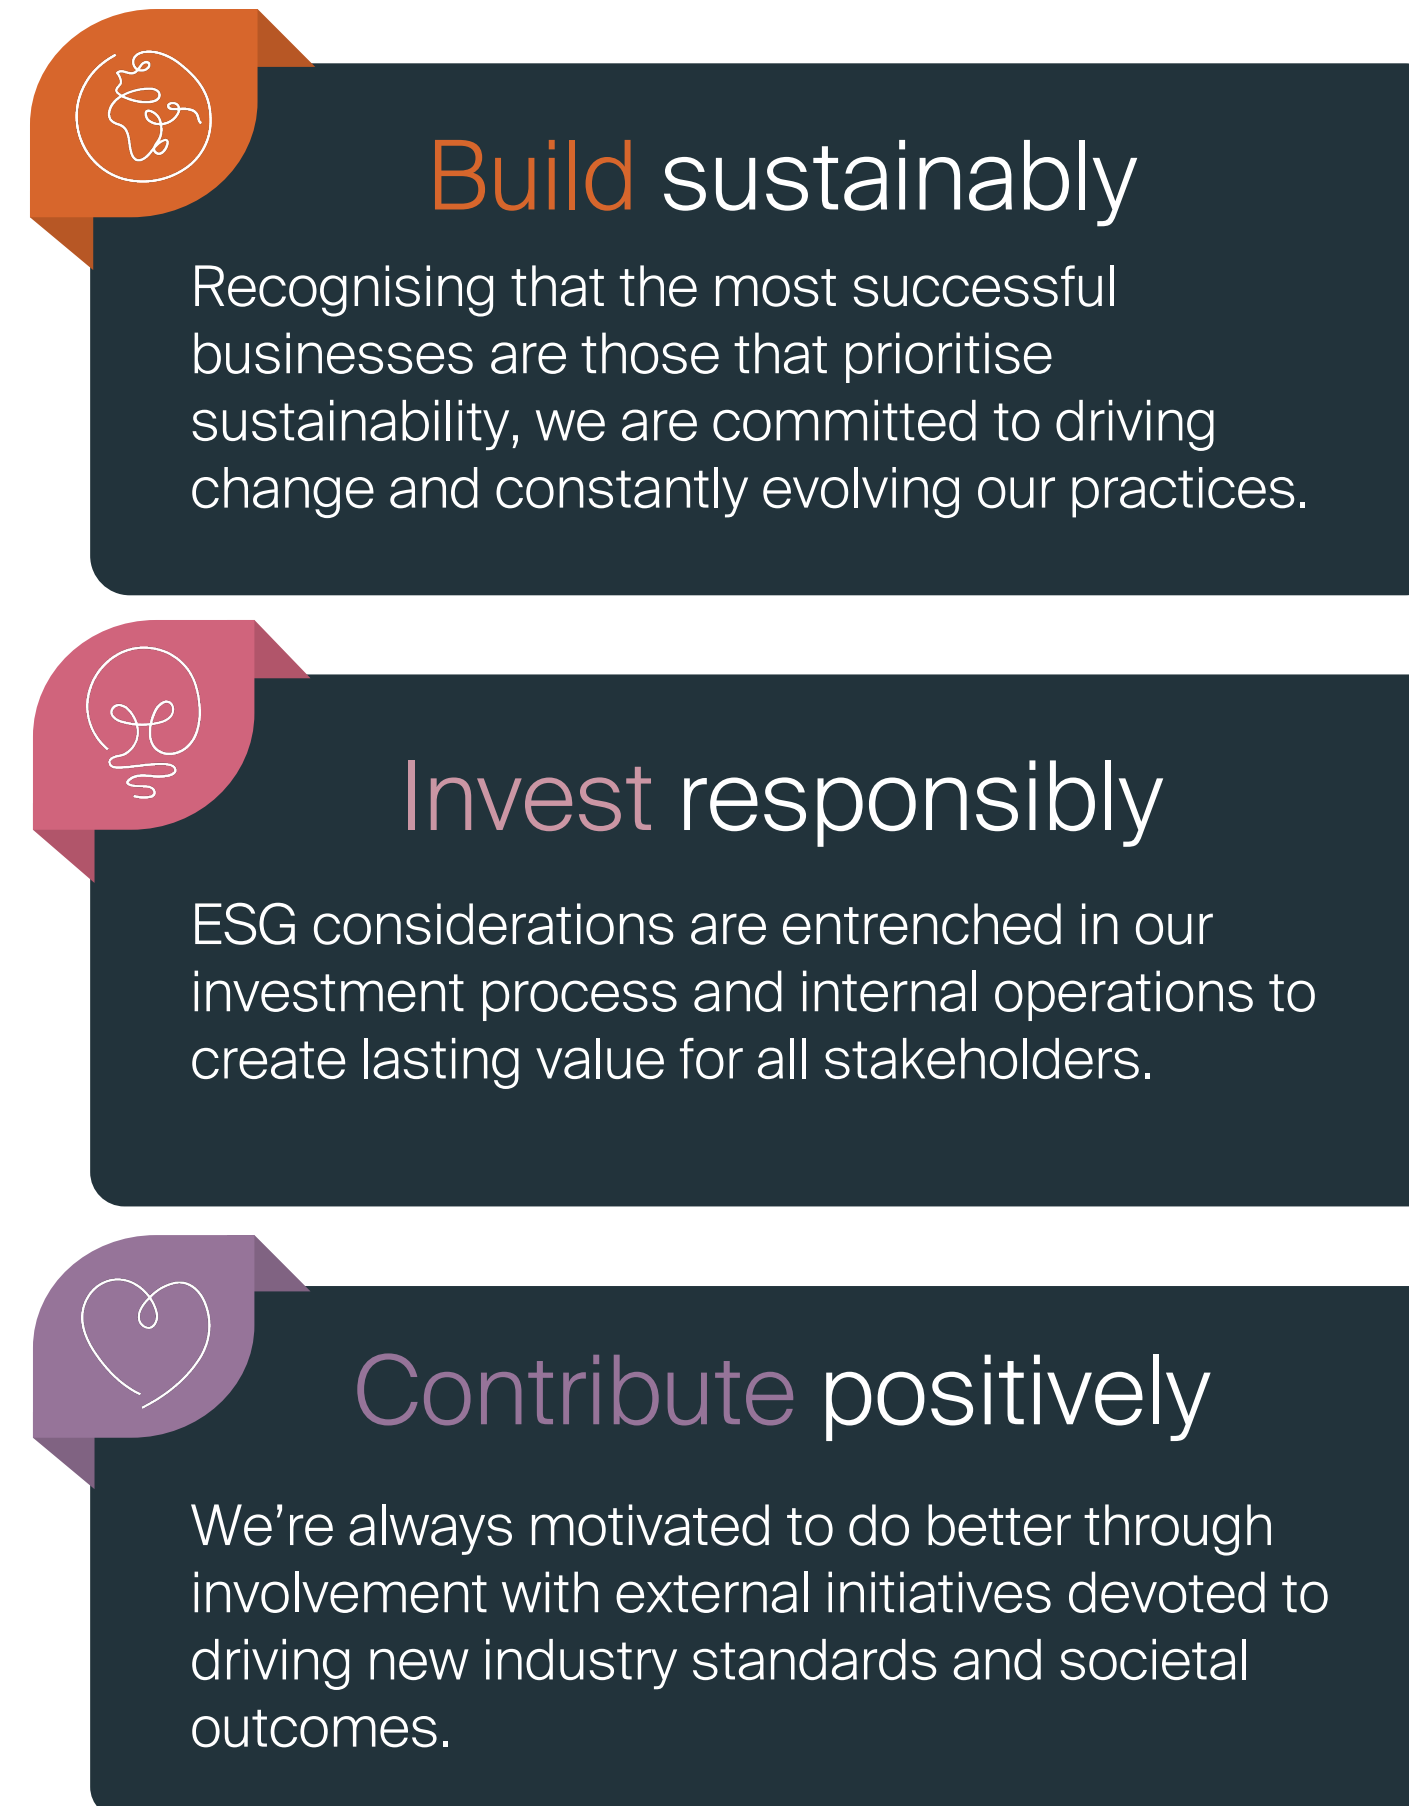 Build sustainably
Recognising that the most successful
businesses are those that prioritise
sustainability, we are committed to driving
change and constantly evolving our practices.
Invest responsibly
ESG considerations are entrenched in our
investment process and internal operations to
create lasting value for all stakeholders.
Contribute positively
We’re always motivated to do better through
involvement with external initiatives devoted to
driving new industry standards and societal
outcomes.